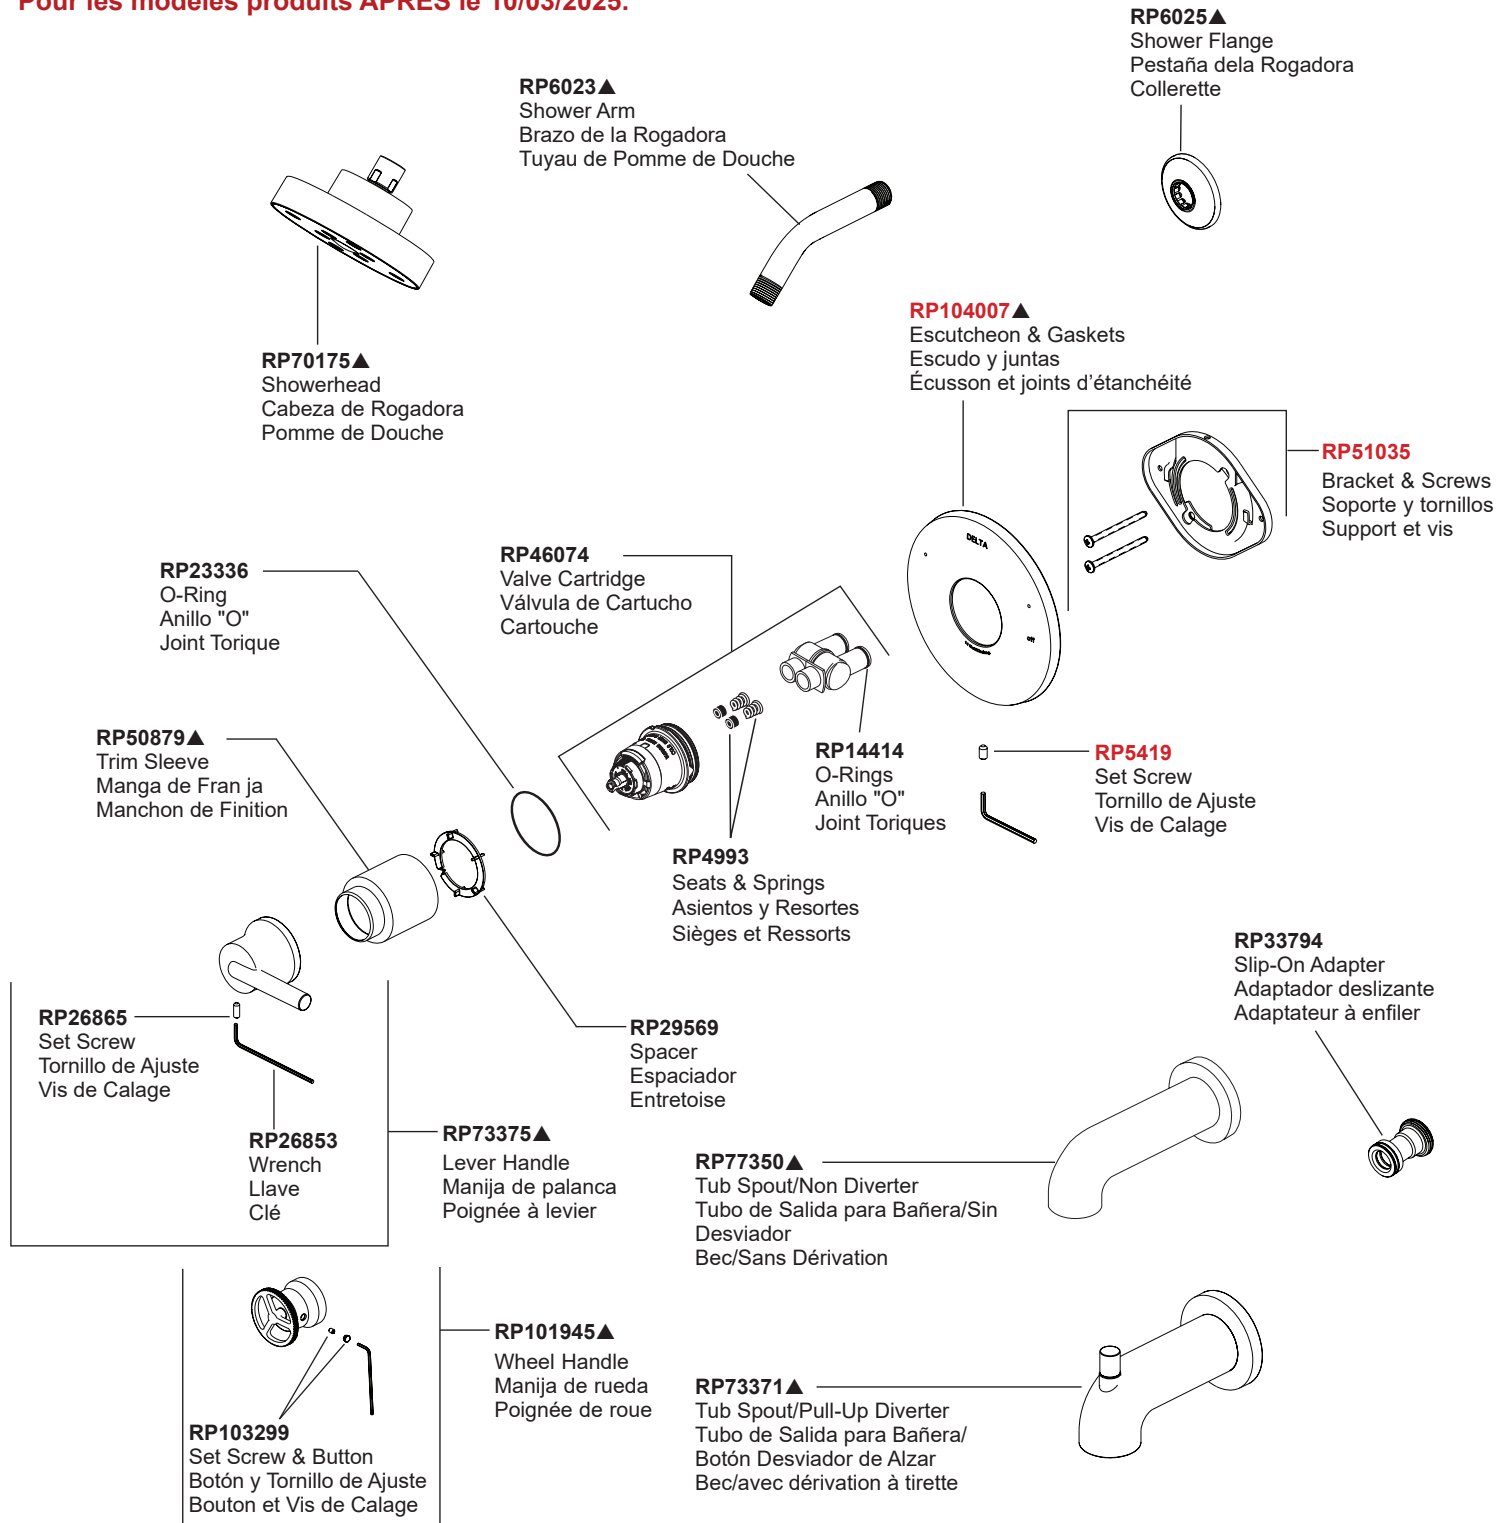 Pour les modèles produits APRÈS le 10/03/2025.
RP6025▲
Shower Flange
Pestaña dela Rogadora
Collerette
RP6023▲
Shower Arm
Brazo de la Rogadora
Tuyau de Pomme de Douche
RP70175▲
Showerhead
Cabeza de Rogadora
Pomme de Douche
RP104007▲
Escutcheon & Gaskets
Escudo y juntas
Écusson et joints d’étanchéité
RP51035
Bracket & Screws
Soporte y tornillos
Support et vis
RP46074
Valve Cartridge
Válvula de Cartucho
Cartouche
RP23336
O-Ring
Anillo "O"
Joint Torique
DELTA
Off
RP50879▲
Trim Sleeve
Manga de Fran ja
Manchon de Finition
RP14414
O-Rings
Anillo "O"
Joint Toriques
RP5419
Set Screw
Tornillo de Ajuste
Vis de Calage
RP4993
Seats & Springs
Asientos y Resortes
Sièges et Ressorts
RP33794
Slip-On Adapter
Adaptador deslizante
Adaptateur à enfiler
RP26865
Set Screw
Tornillo de Ajuste
Vis de Calage
RP29569
Spacer
Espaciador
Entretoise
RP26853
Wrench
Llave
Clé
RP73375▲
Lever Handle
Manija de palanca
Poignée à levier
RP77350▲
Tub Spout/Non Diverter
Tubo de Salida para Bañera/Sin
Desviador
Bec/Sans Dérivation
RP101945▲
Wheel Handle
Manija de rueda
Poignée de roue
RP73371▲
Tub Spout/Pull-Up Diverter
Tubo de Salida para Bañera/
Botón Desviador de Alzar
Bec/avec dérivation à tirette
RP103299
Set Screw & Button
Botón y Tornillo de Ajuste
Bouton et Vis de Calage